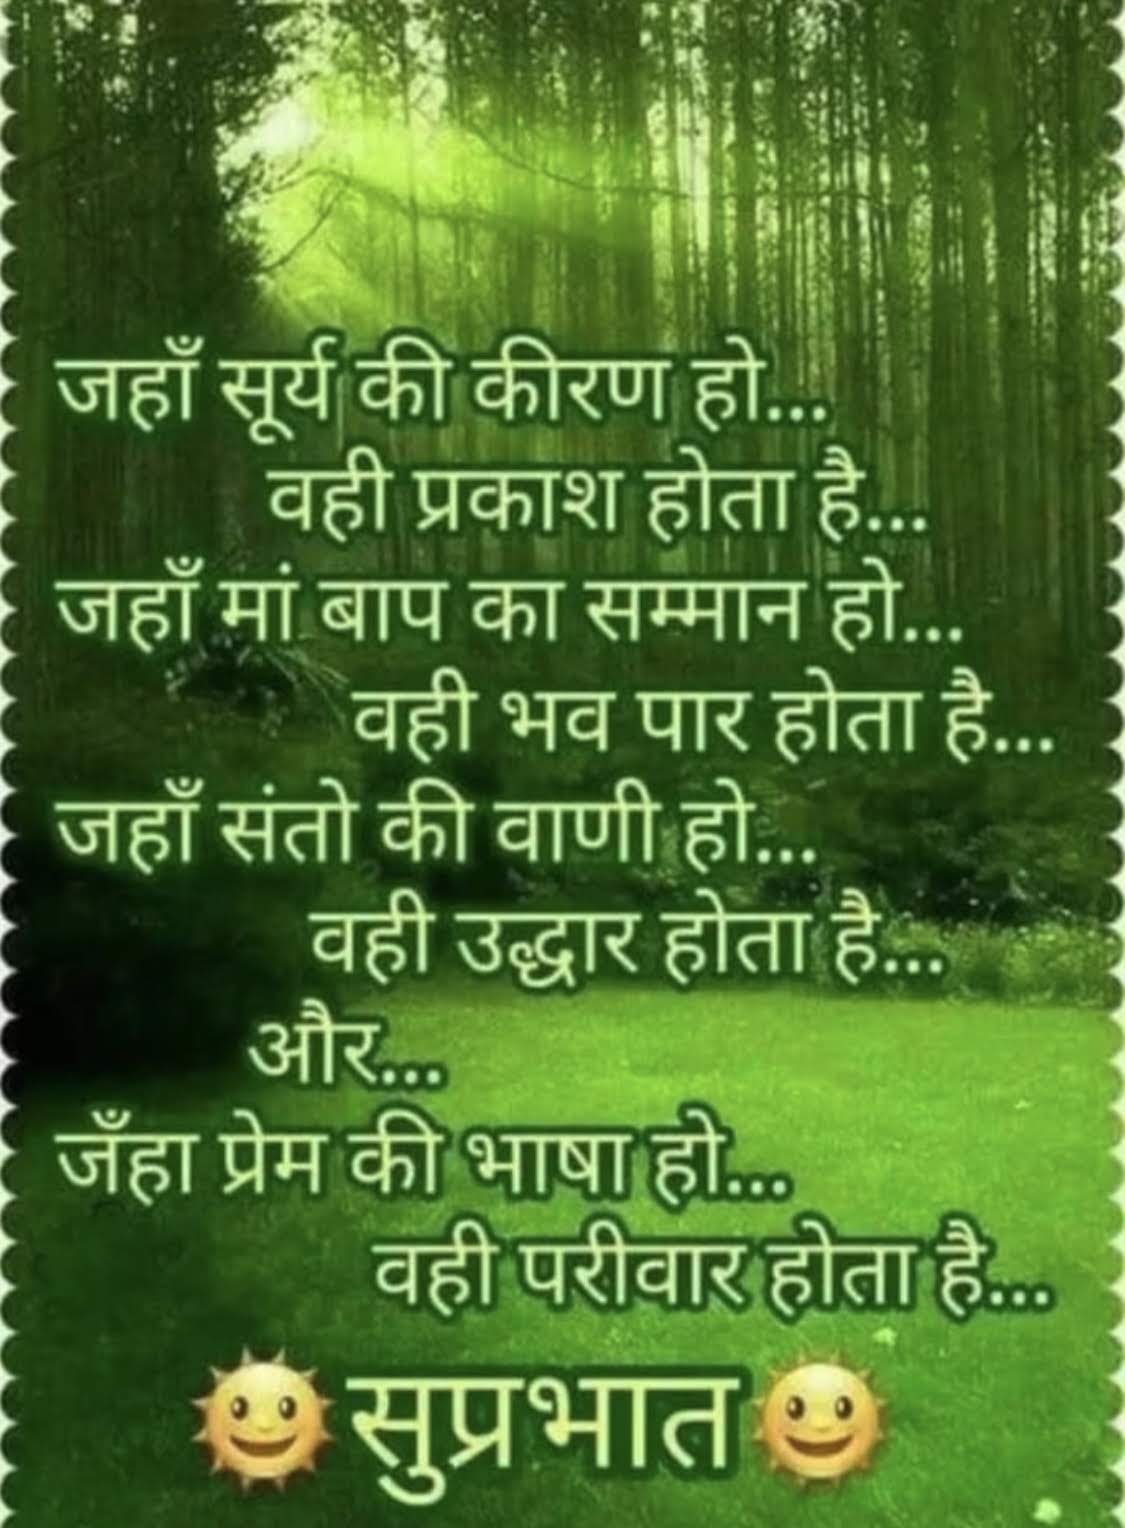 जहाँ सूर्य की कीरण हो...
वही प्रकाश होता है...
जहाँ मां बाप का सम्मान हो...
वही भव पार होता है...
जहाँ संतो की वाणी हो...
वही उद्धार होता है...
और...
जँहा प्रेम की भाषा हो...
वही परीवार होता है...
सुप्रभात